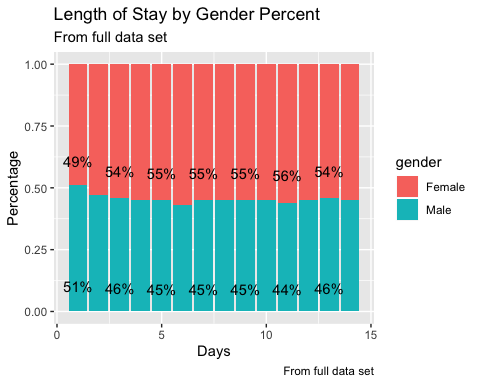 Length of Stay by Gender Percent
From full data set
Percentage
1.00
0.75
0.50
0.25
0.00
49% 54% 55% 55% 55% 56% 54%
51% 46% 45% 45% 45% 44% 46%
0 5 10 15
Days
gender
Female
Male
From full data set